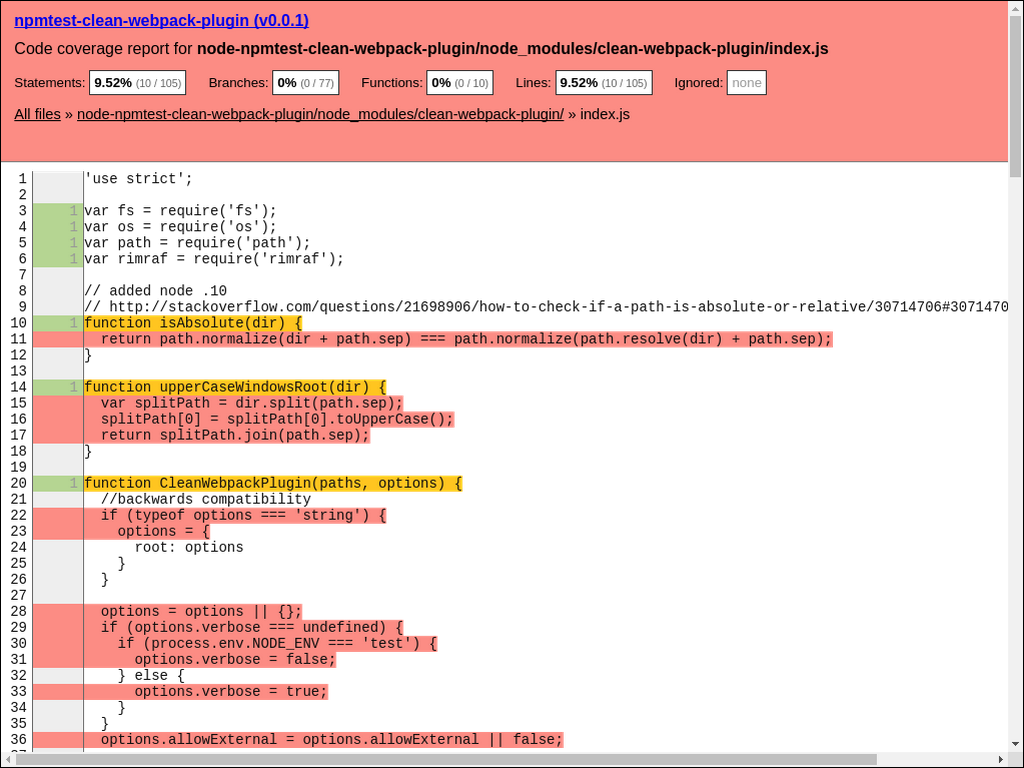 npmtest-clean-webpack-plugin (v0.0.1)
Code coverage report for node-npmtest-clean-webpack-plugin/node_modules/clean-webpack-plugin/index.js
Statements: 9.52% (10 / 105) Branches: 0% (0 / 77) Functions: 0% (0 / 10) Lines: 9.52% (10 / 105) Ignored: none
All files » node-npmtest-clean-webpack-plugin/node_modules/clean-webpack-plugin/ » index.js
1 'use strict';
2
3 1 var fs = require('fs');
4 1 var os = require('os');
5 1 var path = require('path');
6 1 var rimraf = require('rimraf');
7
8 // added node .10
9 // http://stackoverflow.com/questions/21698906/how-to-check-if-a-path-is-absolute-or-relative/30714706#3071470
10 1 function isAbsolute(dir) {
11 return path.normalize(dir + path.sep) === path.normalize(path.resolve(dir) + path.sep);
12 }
13
14 1 function upperCaseWindowsRoot(dir) {
15 var splitPath = dir.split(path.sep);
16 splitPath[0] = splitPath[0].toUpperCase();
17 return splitPath.join(path.sep);
18 }
19
20 1 function CleanWebpackPlugin(paths, options) {
21 //backwards compatibility
22 if (typeof options === 'string') {
23 options = {
24 root: options
25 }
26 }
27
28 options = options || {};
29 if (options.verbose === undefined) {
30 if (process.env.NODE_ENV === 'test') {
31 options.verbose = false;
32 } else {
33 options.verbose = true;
34 }
35 }
36 options.allowExternal = options.allowExternal || false;